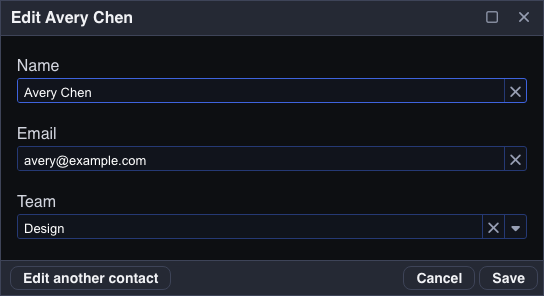 Edit Avery Chen
Name
Avery Chen
Email
avery@example.com
Team
Design
Edit another contact Cancel Save